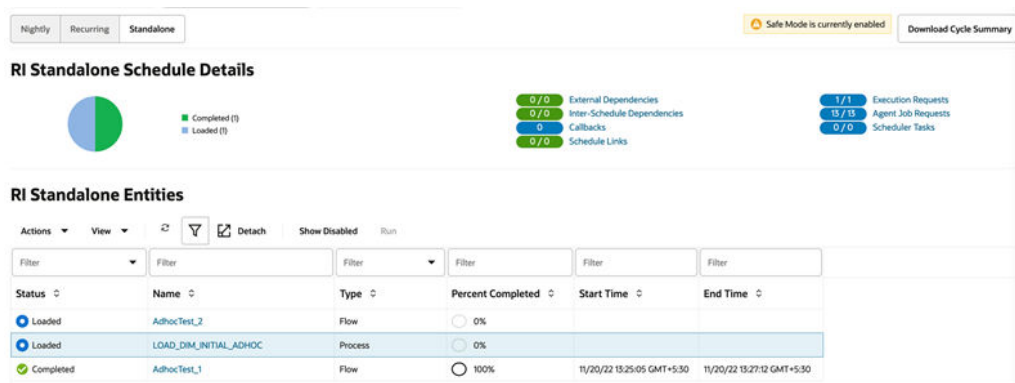 Nightly Recurring Standalone
Safe Mode is currently enabled
Download Cycle Summary
RI Standalone Schedule Details
Completed (1)
Loaded (1)
0 / 0 External Dependencies
0 / 0 Inter-Schedule Dependencies
0 Callbacks
0 / 0 Schedule Links
1 / 1 Execution Requests
13 / 13 Agent Job Requests
0 / 0 Scheduler Tasks
RI Standalone Entities
Actions View Detach Show Disabled Run
Filter Filter Filter Filter Filter Filter
Status Name Type Percent Completed Start Time End Time
Loaded AdhocTest_2 Flow 0%
Loaded LOAD_DIM_INITIAL_ADHOC Process 0%
Completed AdhocTest_1 Flow 100% 11/20/22 13:25:05 GMT+5:30 11/20/22 13:27:12 GMT+5:30